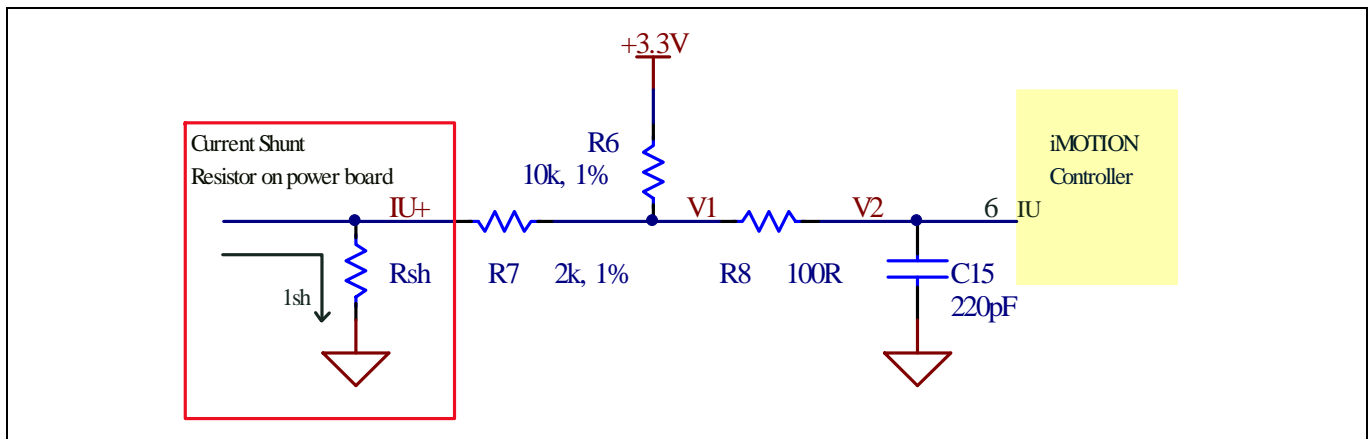 +3.3V
Current Shunt
Resistor on power board
R6
10k, 1%
iMOTION
Controller
IU+
V1
V2
6
IU
R7
2k, 1%
R8
100R
Rsh
1sh
C15
220pF